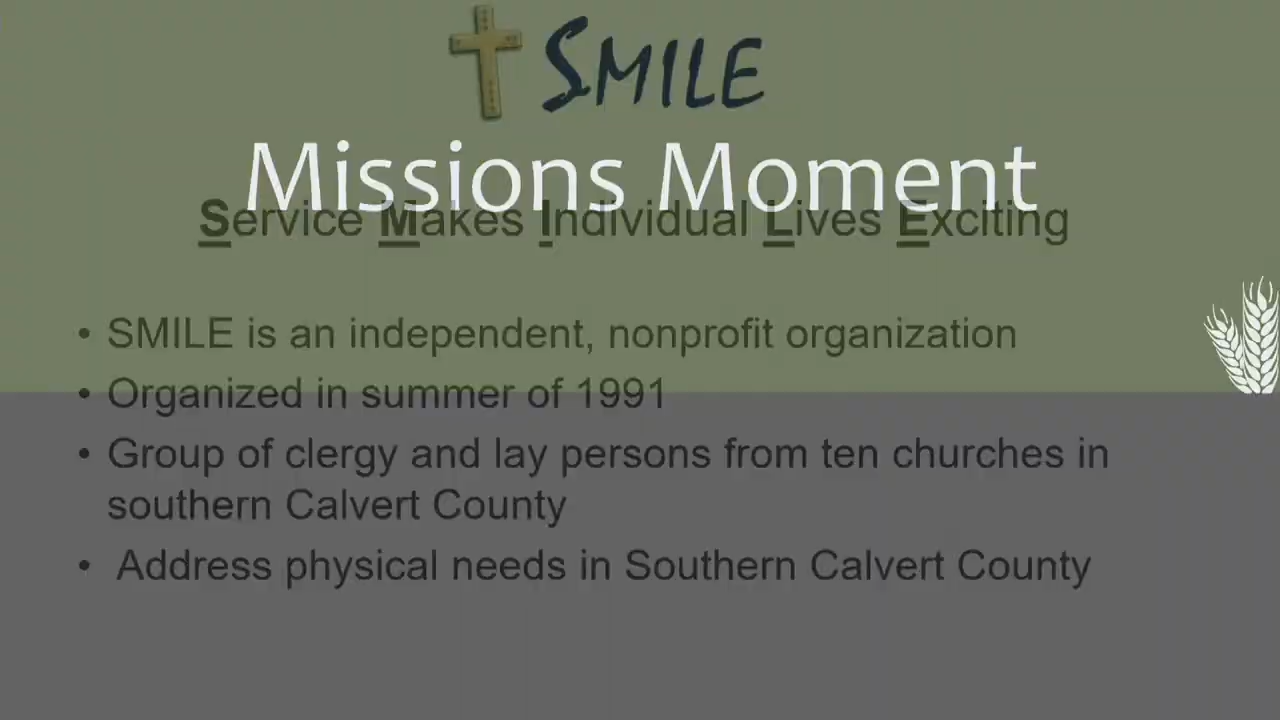 SMILE
Missions Moment
Service Makes Individual Lives Exciting
• SMILE is an independent, nonprofit organization
• Organized in summer of 1991
• Group of clergy and lay persons from ten churches in
southern Calvert County
• Address physical needs in Southern Calvert County